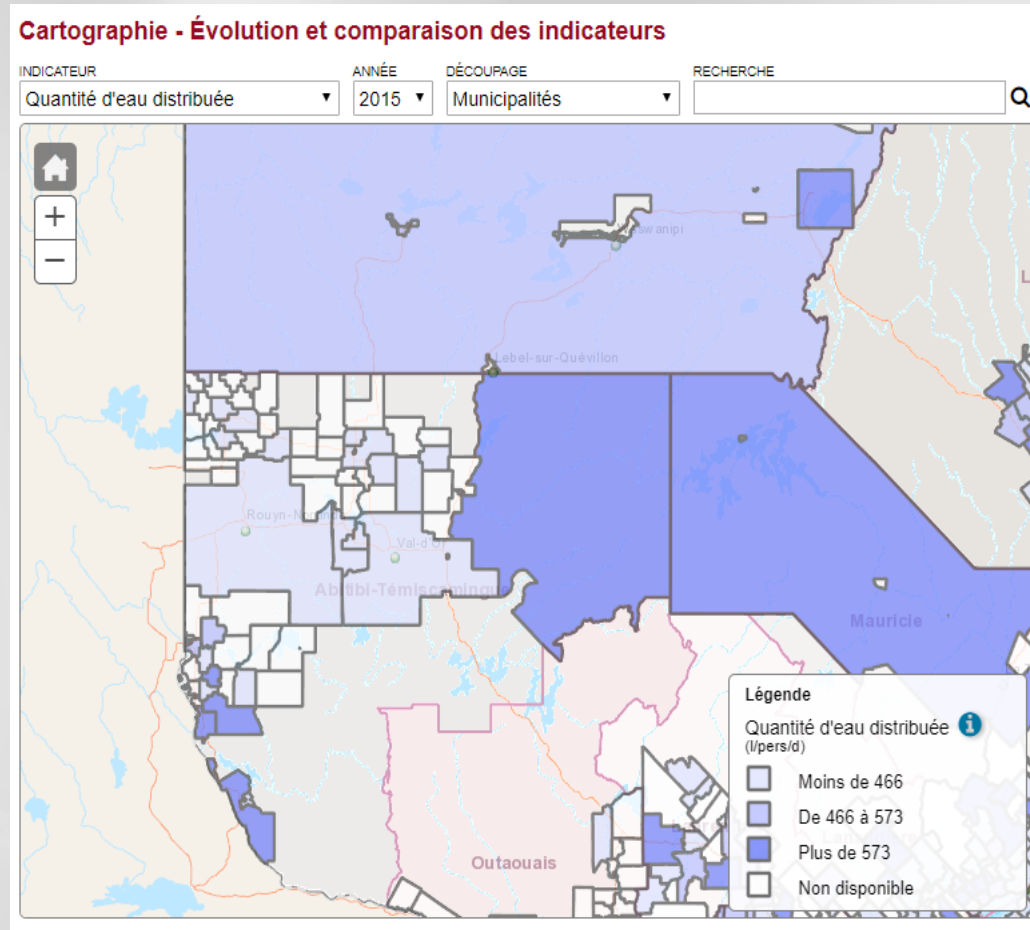 Cartographie - Évolution et comparaison des indicateurs
INDICATEUR
ANNÉE
DÉCOUPAGE
RECHERCHE
Quantité d'eau distribuée
2015
Municipalités
+
−
Lebel-sur-Quévillon
Val-d'Or
Abitibi-Témiscamingue
Mauricie
Outaouais
Légende
Quantité d'eau distribuée
(l/pers/d)
Moins de 466
De 466 à 573
Plus de 573
Non disponible